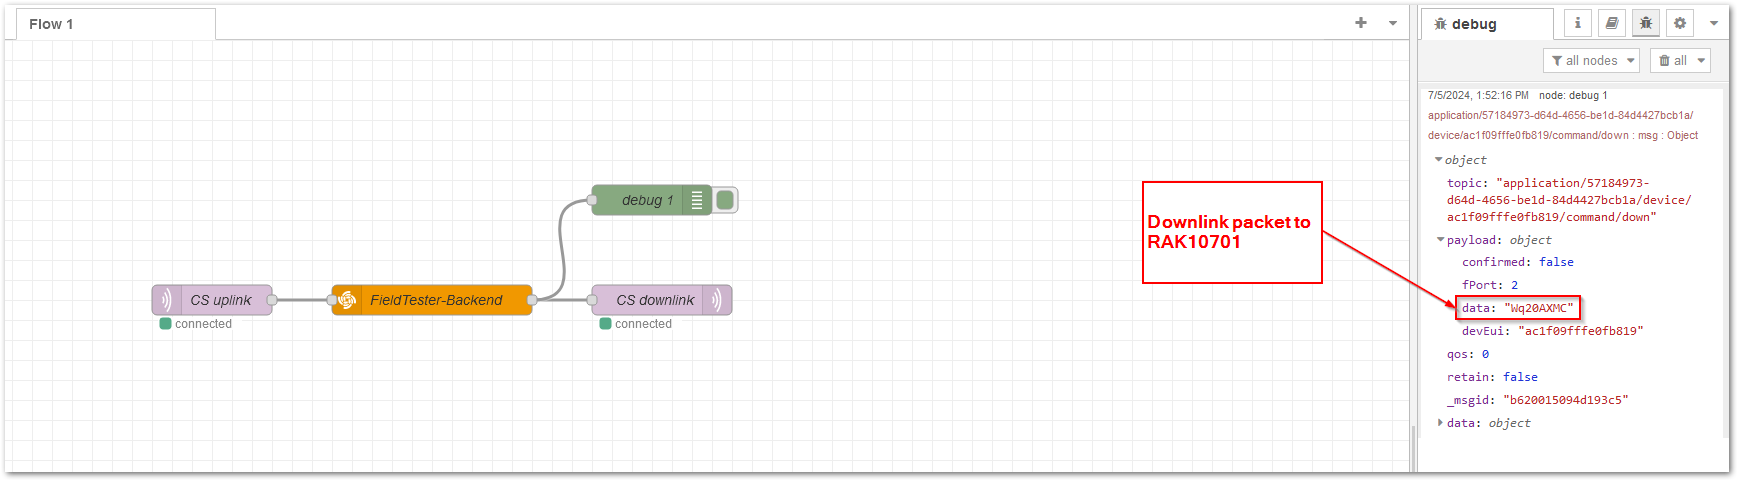 Flow 1
debug
i
all nodes
all
7/5/2024, 1:52:16 PM node: debug 1
application/57184973-d64d-4656-be1d-84d4427bcb1a/
device/ac1f09fffe0fb819/command/down : msg : Object
object
topic: "application/57184973-
d64d-4656-be1d-84d4427bcb1a/device/
ac1f09fffe0fb819/command/down"
payload: object
confirmed: false
fPort: 2
data: "Wq20AXMC"
devEui: "ac1f09fffe0fb819"
qos: 0
retain: false
_msgid: "b620015094d193c5"
data: object
debug 1
CS uplink
connected
FieldTester-Backend
CS downlink
connected
Downlink packet to
RAK10701